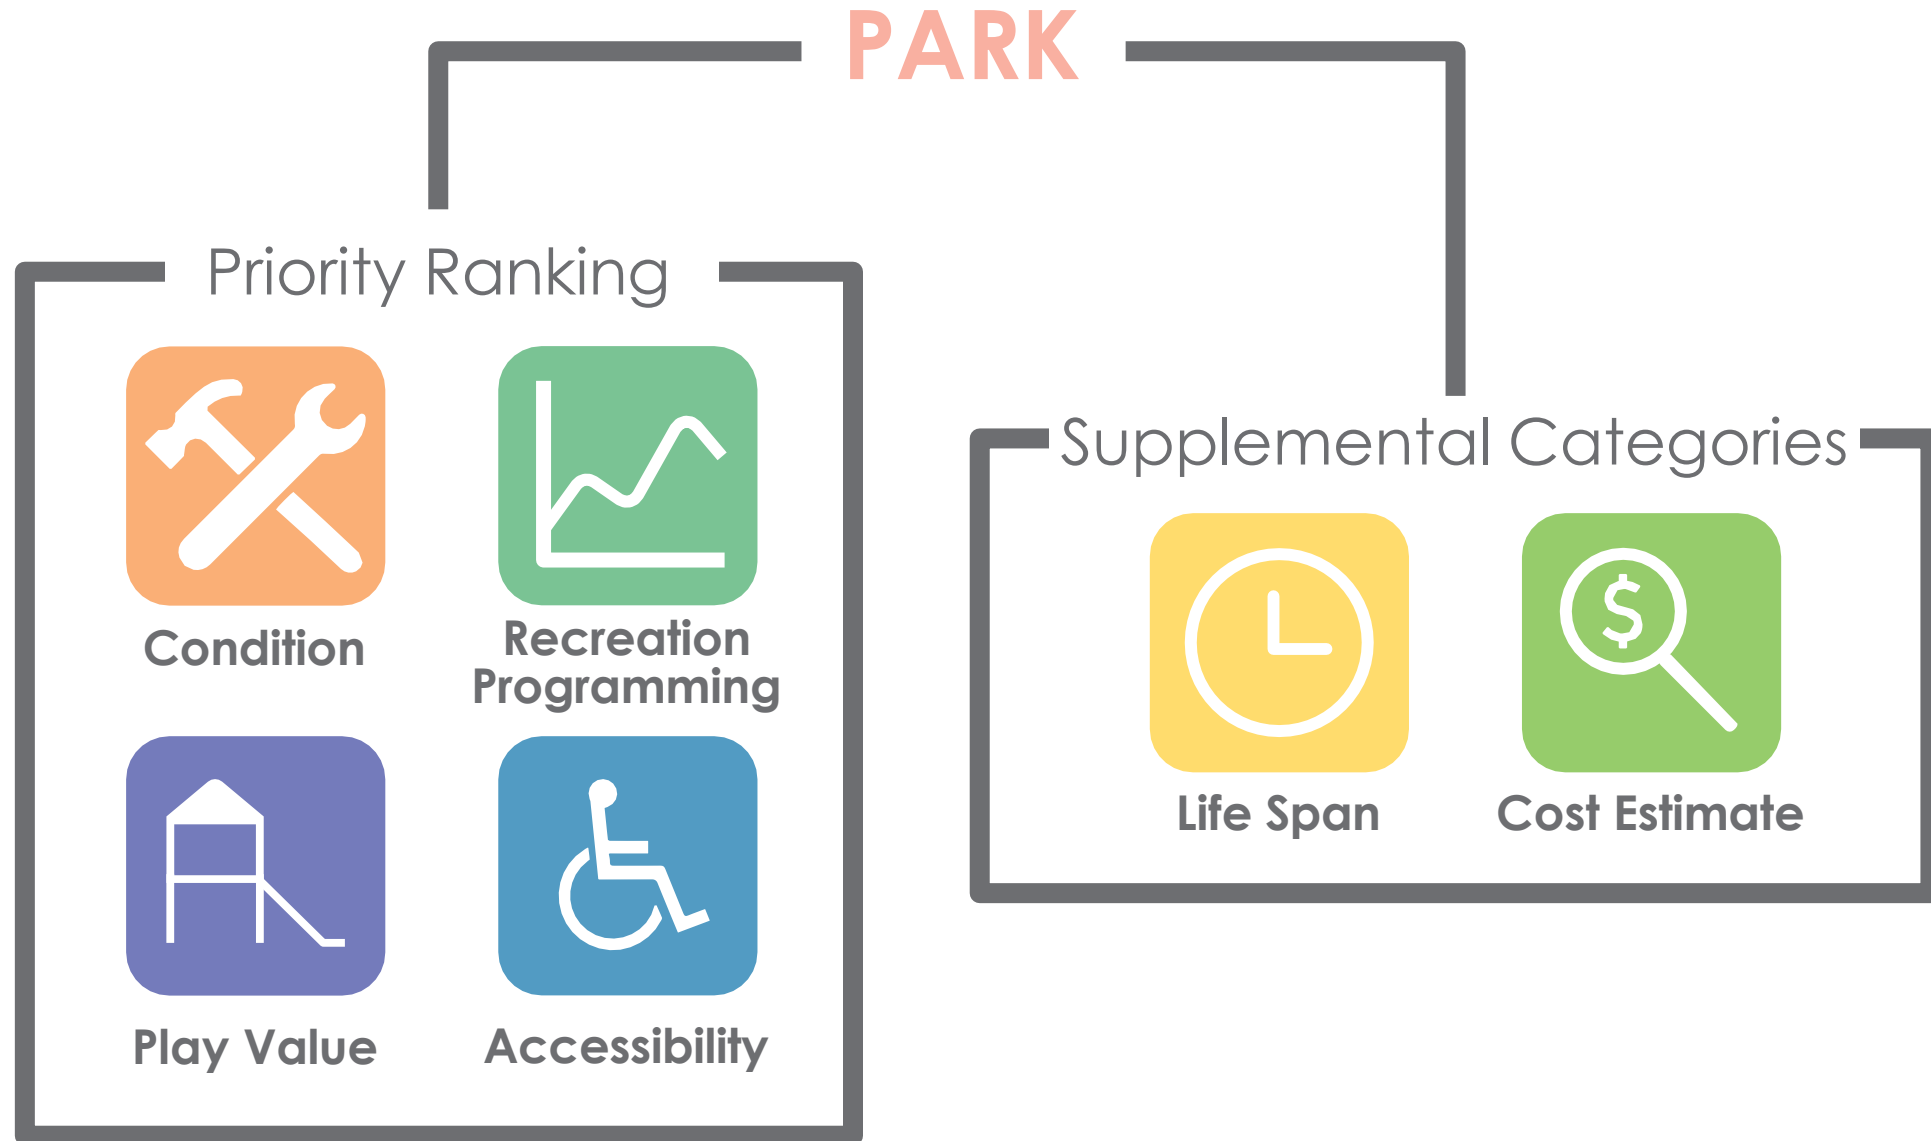 PARK
Priority Ranking
Condition
Recreation
Programming
Play Value
Accessibility
Supplemental Categories
$
Life Span
Cost Estimate